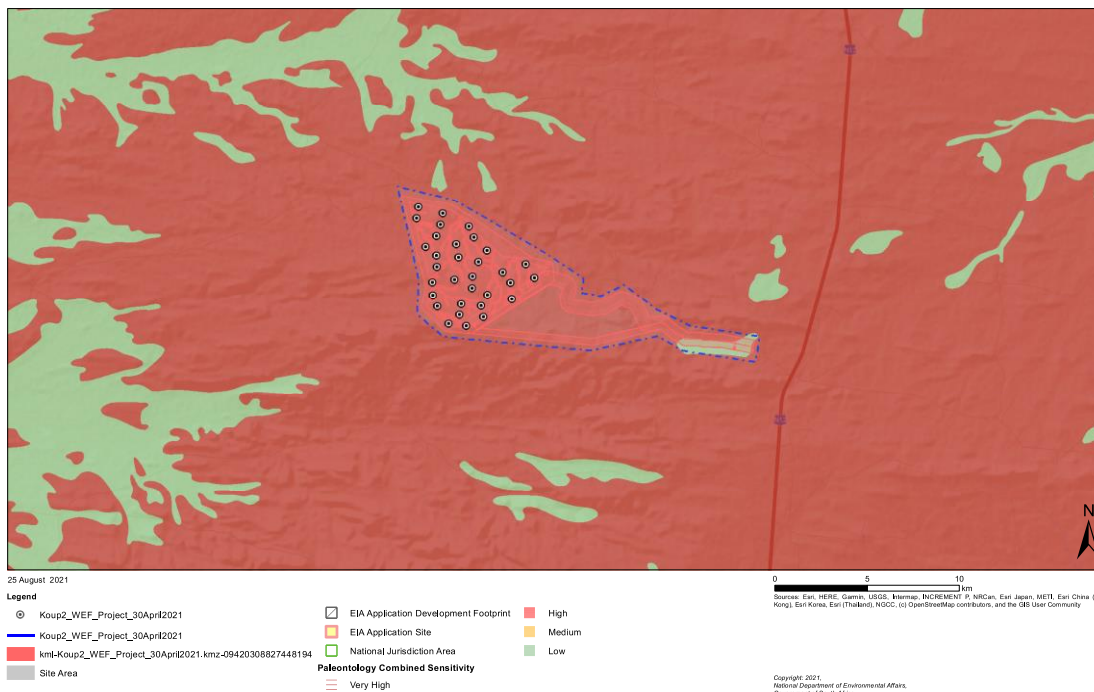 N
25 August 2021
0 5 10
km
Legend
Koup2_WEF_Project_30April2021
Koup2_WEF_Project_30April2021
kml-Koup2_WEF_Project_30April2021.kmz-09420308827448194
Site Area
EIA Application Development Footprint
EIA Application Site
National Jurisdiction Area
Paleontology Combined Sensitivity
Very High
High
Medium
Low
Sources: Esri, HERE, Garmin, USGS, Intermap, INCREMENT P, NRCan, Esri Japan, METI, Esri China (
Kong), Esri Korea, Esri (Thailand), NGCC, (c) OpenStreetMap contributors, and the GIS User Community
Copyright: 2021,
National Department of Environmental Affairs,